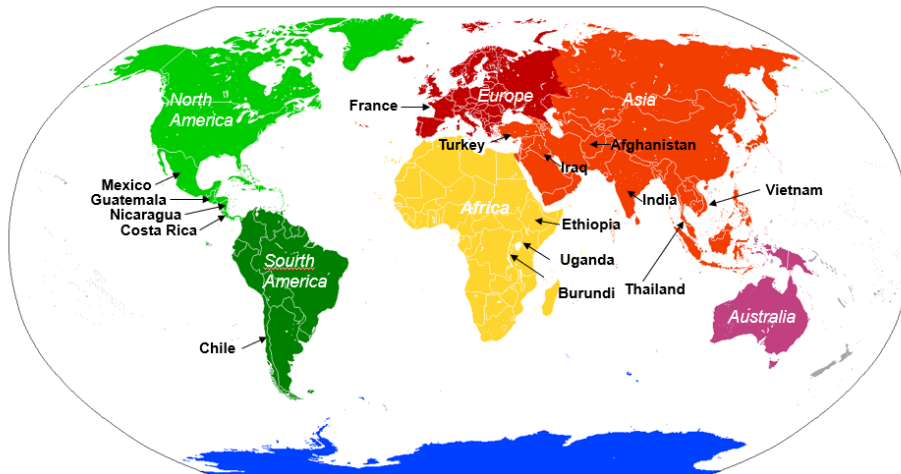 North
America
Europe
Asia
France
Turkey
Afghanistan
Iraq
Mexico
Guatemala
Nicaragua
Costa Rica
India
Vietnam
Africa
Ethiopia
Uganda
Burundi
Thailand
Sourth
America
Australia
Chile